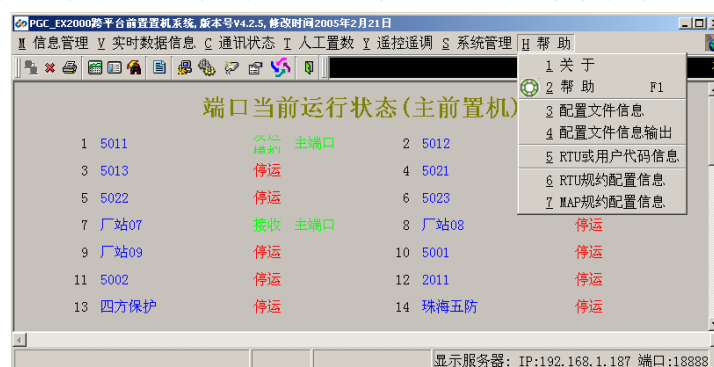 PGC_EX2000跨平台前置置机系统,版本号V4.2.5,修改时间2005年2月21日
M 信息管理 V 实时数据信息 C 通讯状态 T 人工置数 Y 遥控遥调 S 系统管理 H 帮 助
1 关 于
2 帮 助 F1
3 配置文件信息
4 配置文件信息输出
5 RTU或用户代码信息
6 RTU规约配置信息
7 MAP规约配置信息
端口当前运行状态(主前置机)
1 5011 主端口 2 5012
3 5013 停运 4 5021
5 5022 停运 6 5023
7 厂站07 接收 主端口 8 厂站08 停运
9 厂站09 停运 10 5001 停运
11 5002 停运 12 2011 停运
13 四方保护 停运 14 珠海五防 停运
显示服务器: IP:192.168.1.187 端口:18888